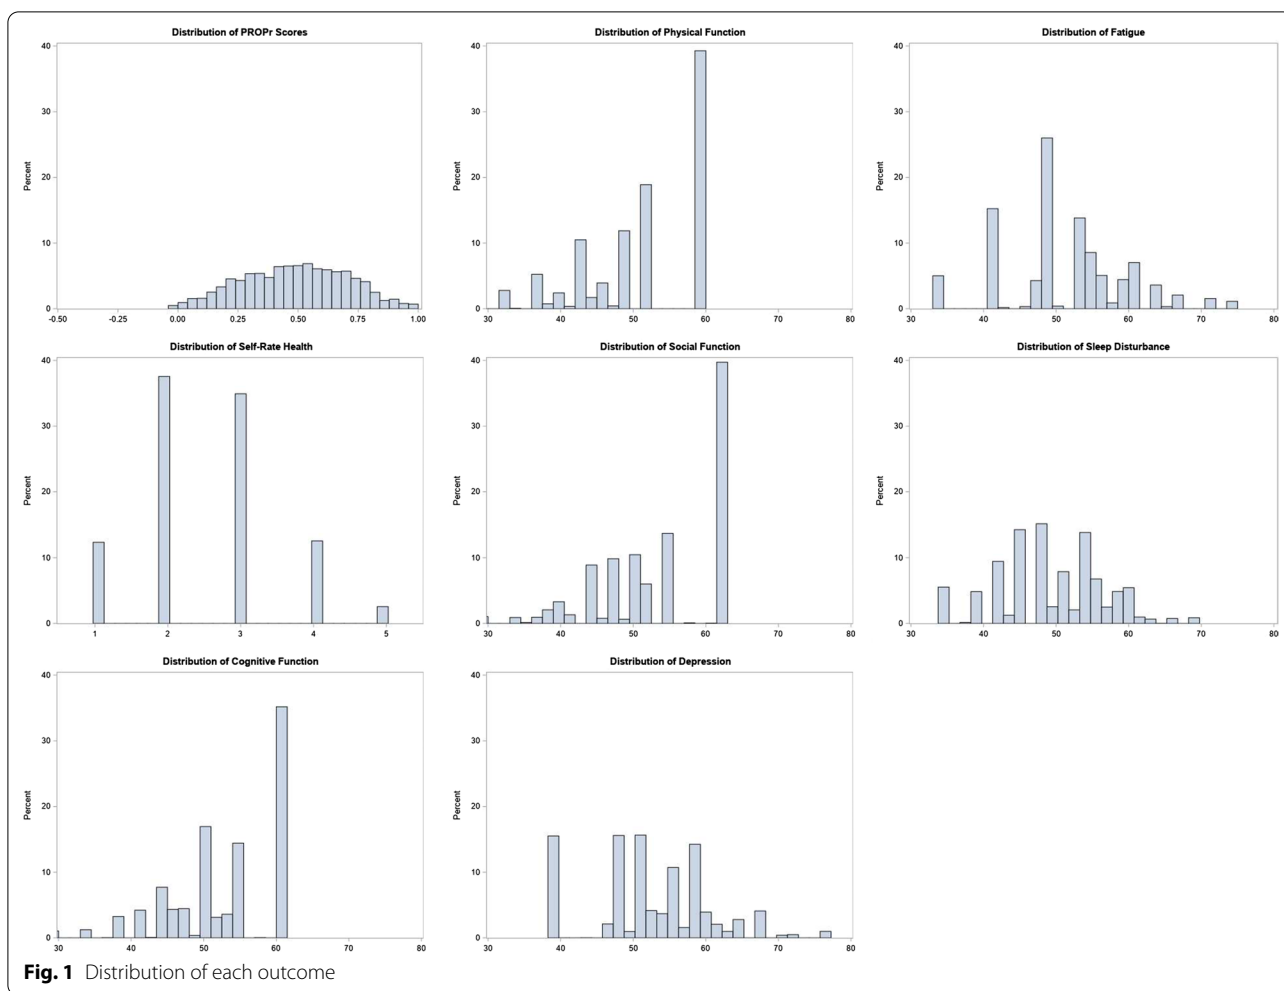 Distribution of PROPr Scores
40
30
20
10
0
Percent
-0.50 -0.25 0.00 0.25 0.50 0.75 1.00
Distribution of Physical Function
40
30
20
10
0
Percent
30 40 50 60 70 80
Distribution of Fatigue
40
30
20
10
0
Percent
30 40 50 60 70 80
Distribution of Self-Rate Health
40
30
20
10
0
Percent
1 2 3 4 5
Distribution of Social Function
40
30
20
10
0
Percent
30 40 50 60 70 80
Distribution of Sleep Disturbance
40
30
20
10
0
Percent
30 40 50 60 70 80
Distribution of Cognitive Function
40
30
20
10
0
Percent
30 40 50 60 70 80
Distribution of Depression
40
30
20
10
0
Percent
30 40 50 60 70 80
Fig. 1 Distribution of each outcome